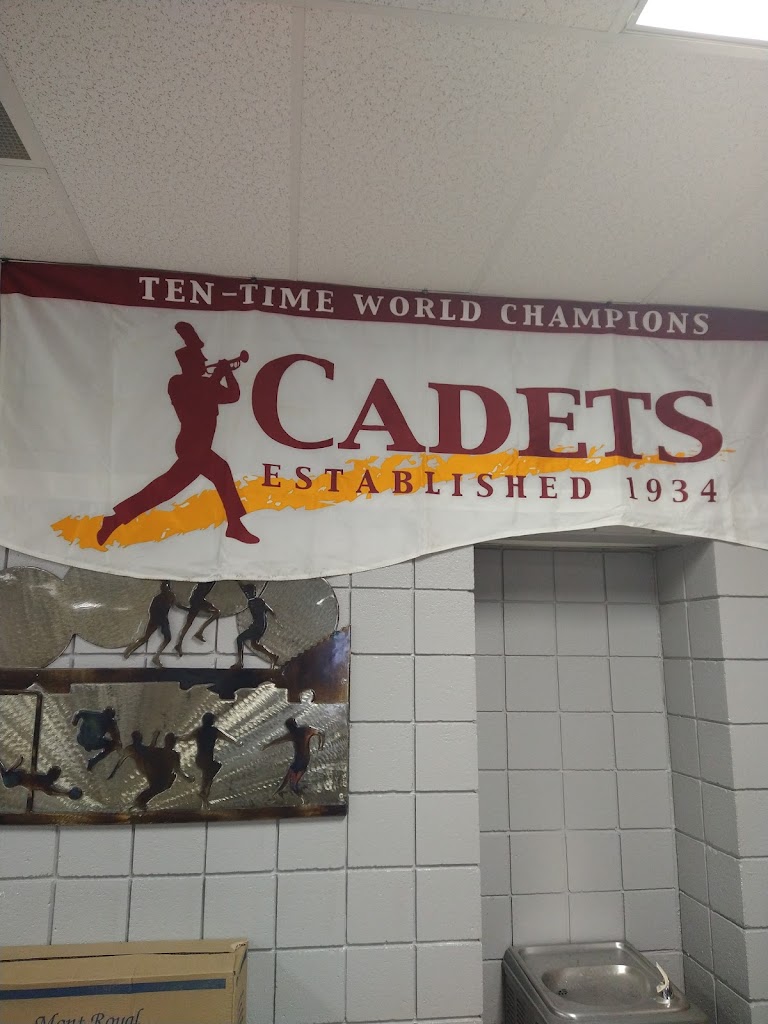 TEN-TIME WORLD CHAMPIONS
CADETS
ESTABLISHED 1934
Mont Royal